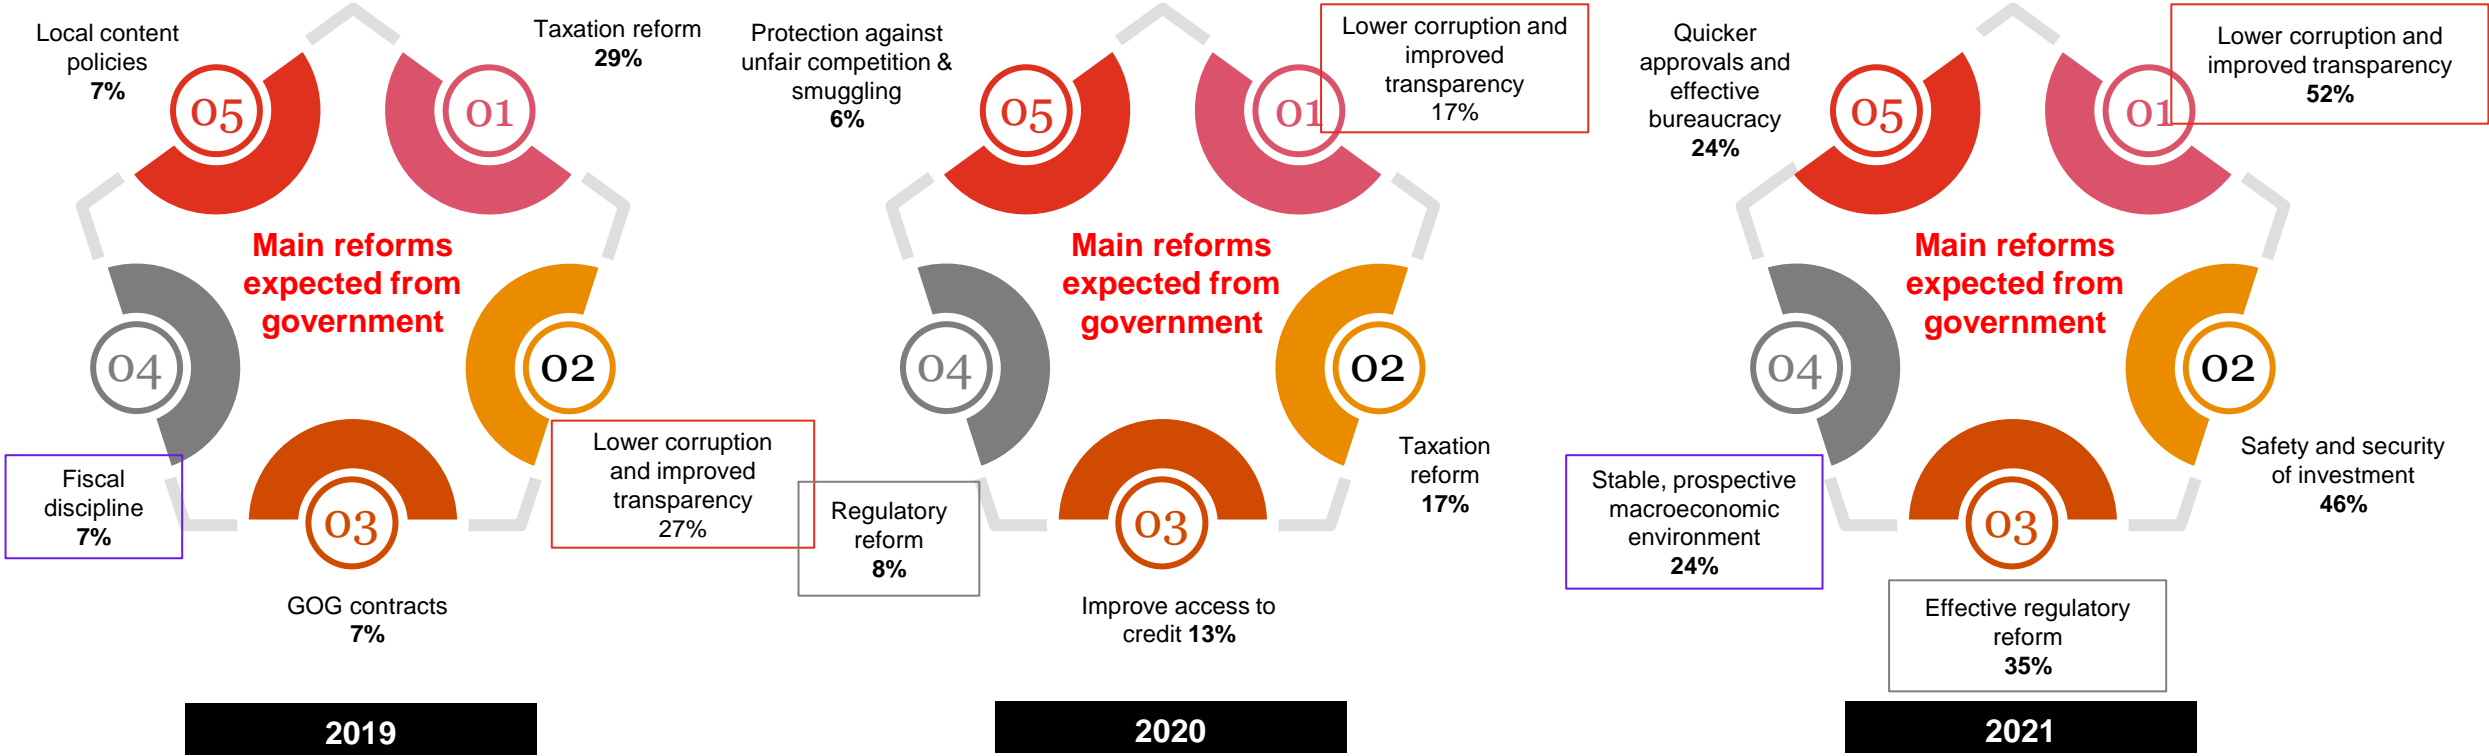 Local content
policies
7%
05
Taxation reform
29%
01
Main reforms
expected from
government
02
Lower corruption
and improved
transparency
27%
03
GOG contracts
7%
04
Fiscal
discipline
7%
2019
Protection against
unfair competition &
smuggling
6%
05
Lower corruption and
improved
transparency
17%
01
Main reforms
expected from
government
02
Taxation
reform
17%
03
Improve access to
credit 13%
04
Regulatory
reform
8%
2020
Quicker
approvals and
effective
bureaucracy
24%
05
Lower corruption and
improved transparency
52%
01
Main reforms
expected from
government
02
Safety and security
of investment
46%
03
Effective regulatory
reform
35%
04
Stable, prospective
macroeconomic
environment
24%
2021